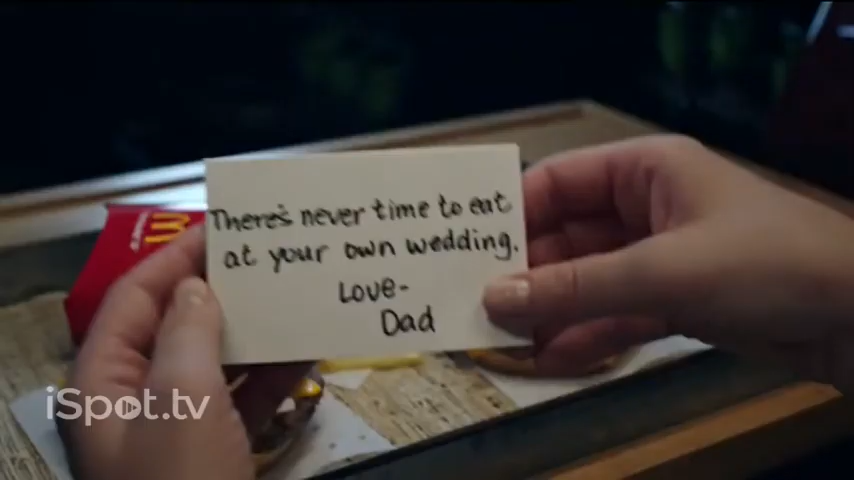 There's never time to eat
at your own wedding.
Love-
Dad
iSpot.tv